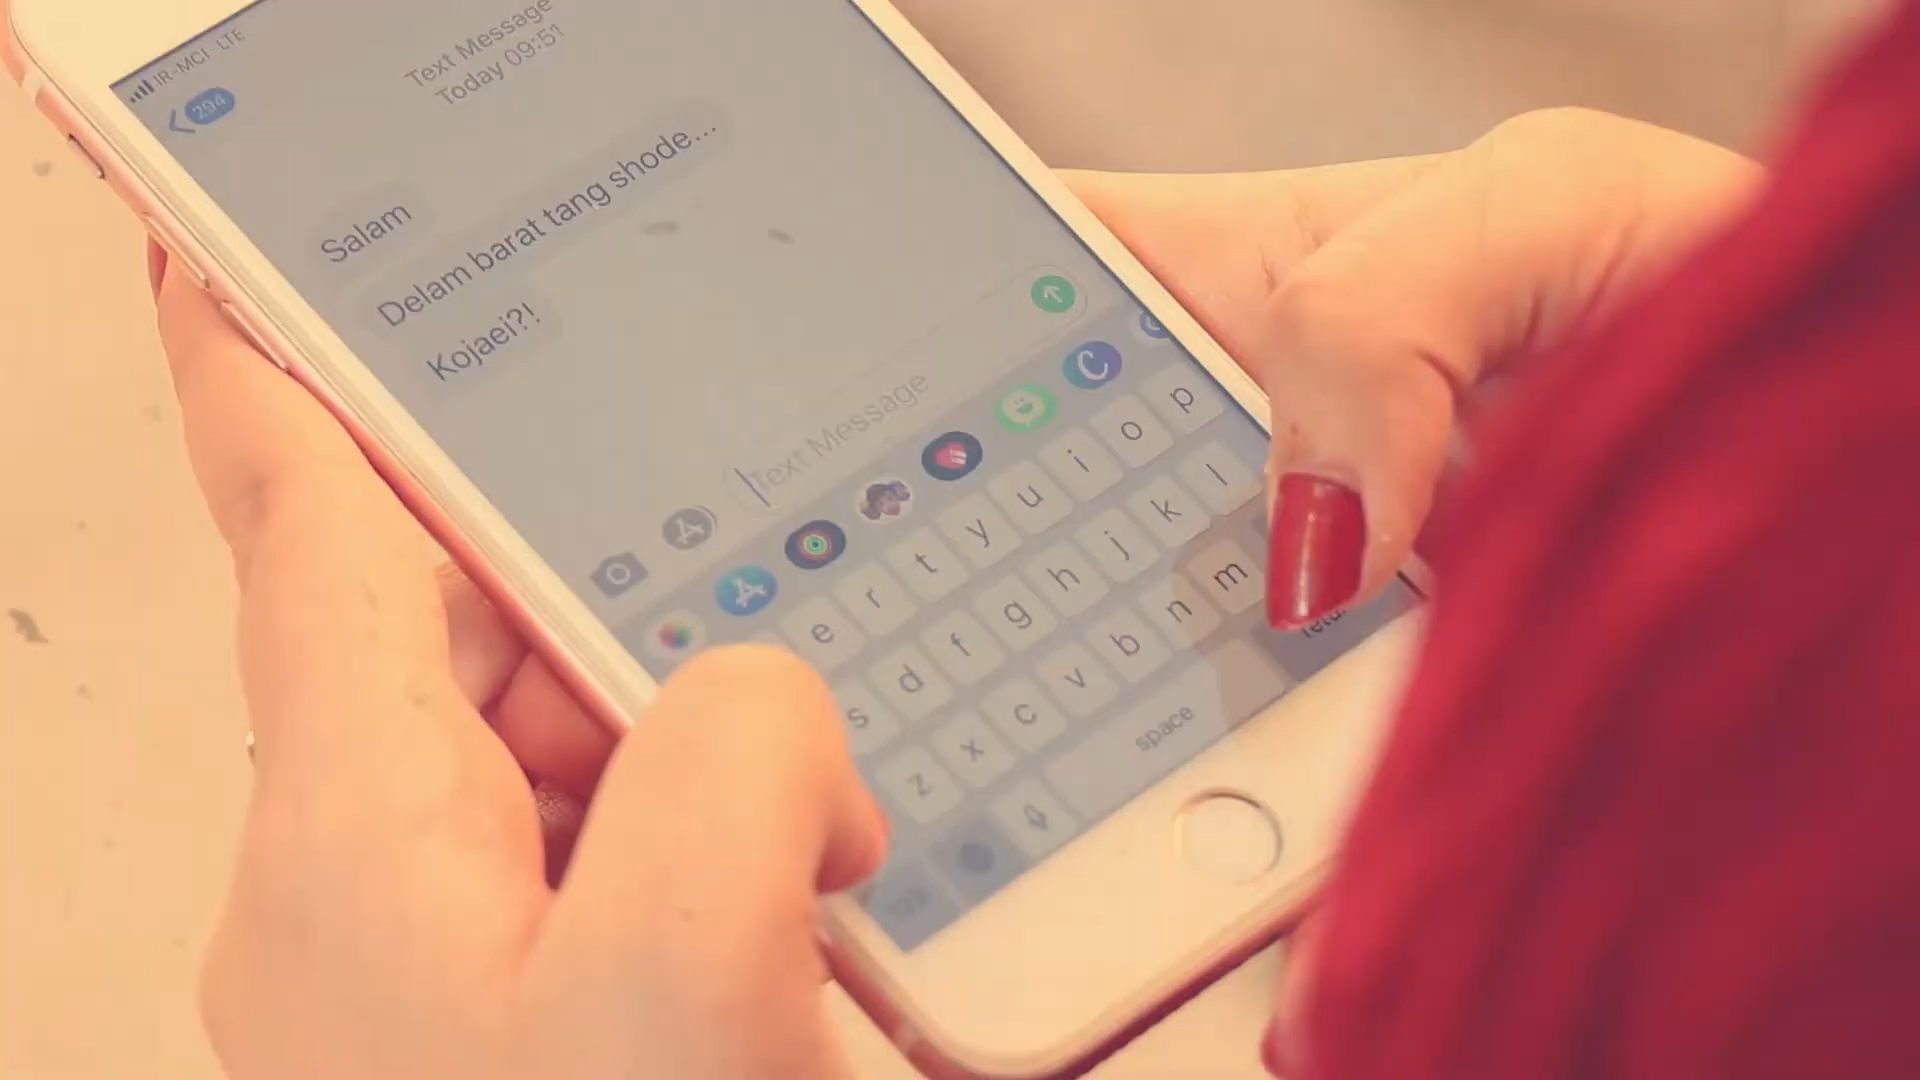 IR-MCI LTE
294
Text Message
Today 09:51
Salam
Delam barat tang shode...
Kojaei?!
Text Message
e r t y u i o p
s d f g h j k l
z x c v b n m
space